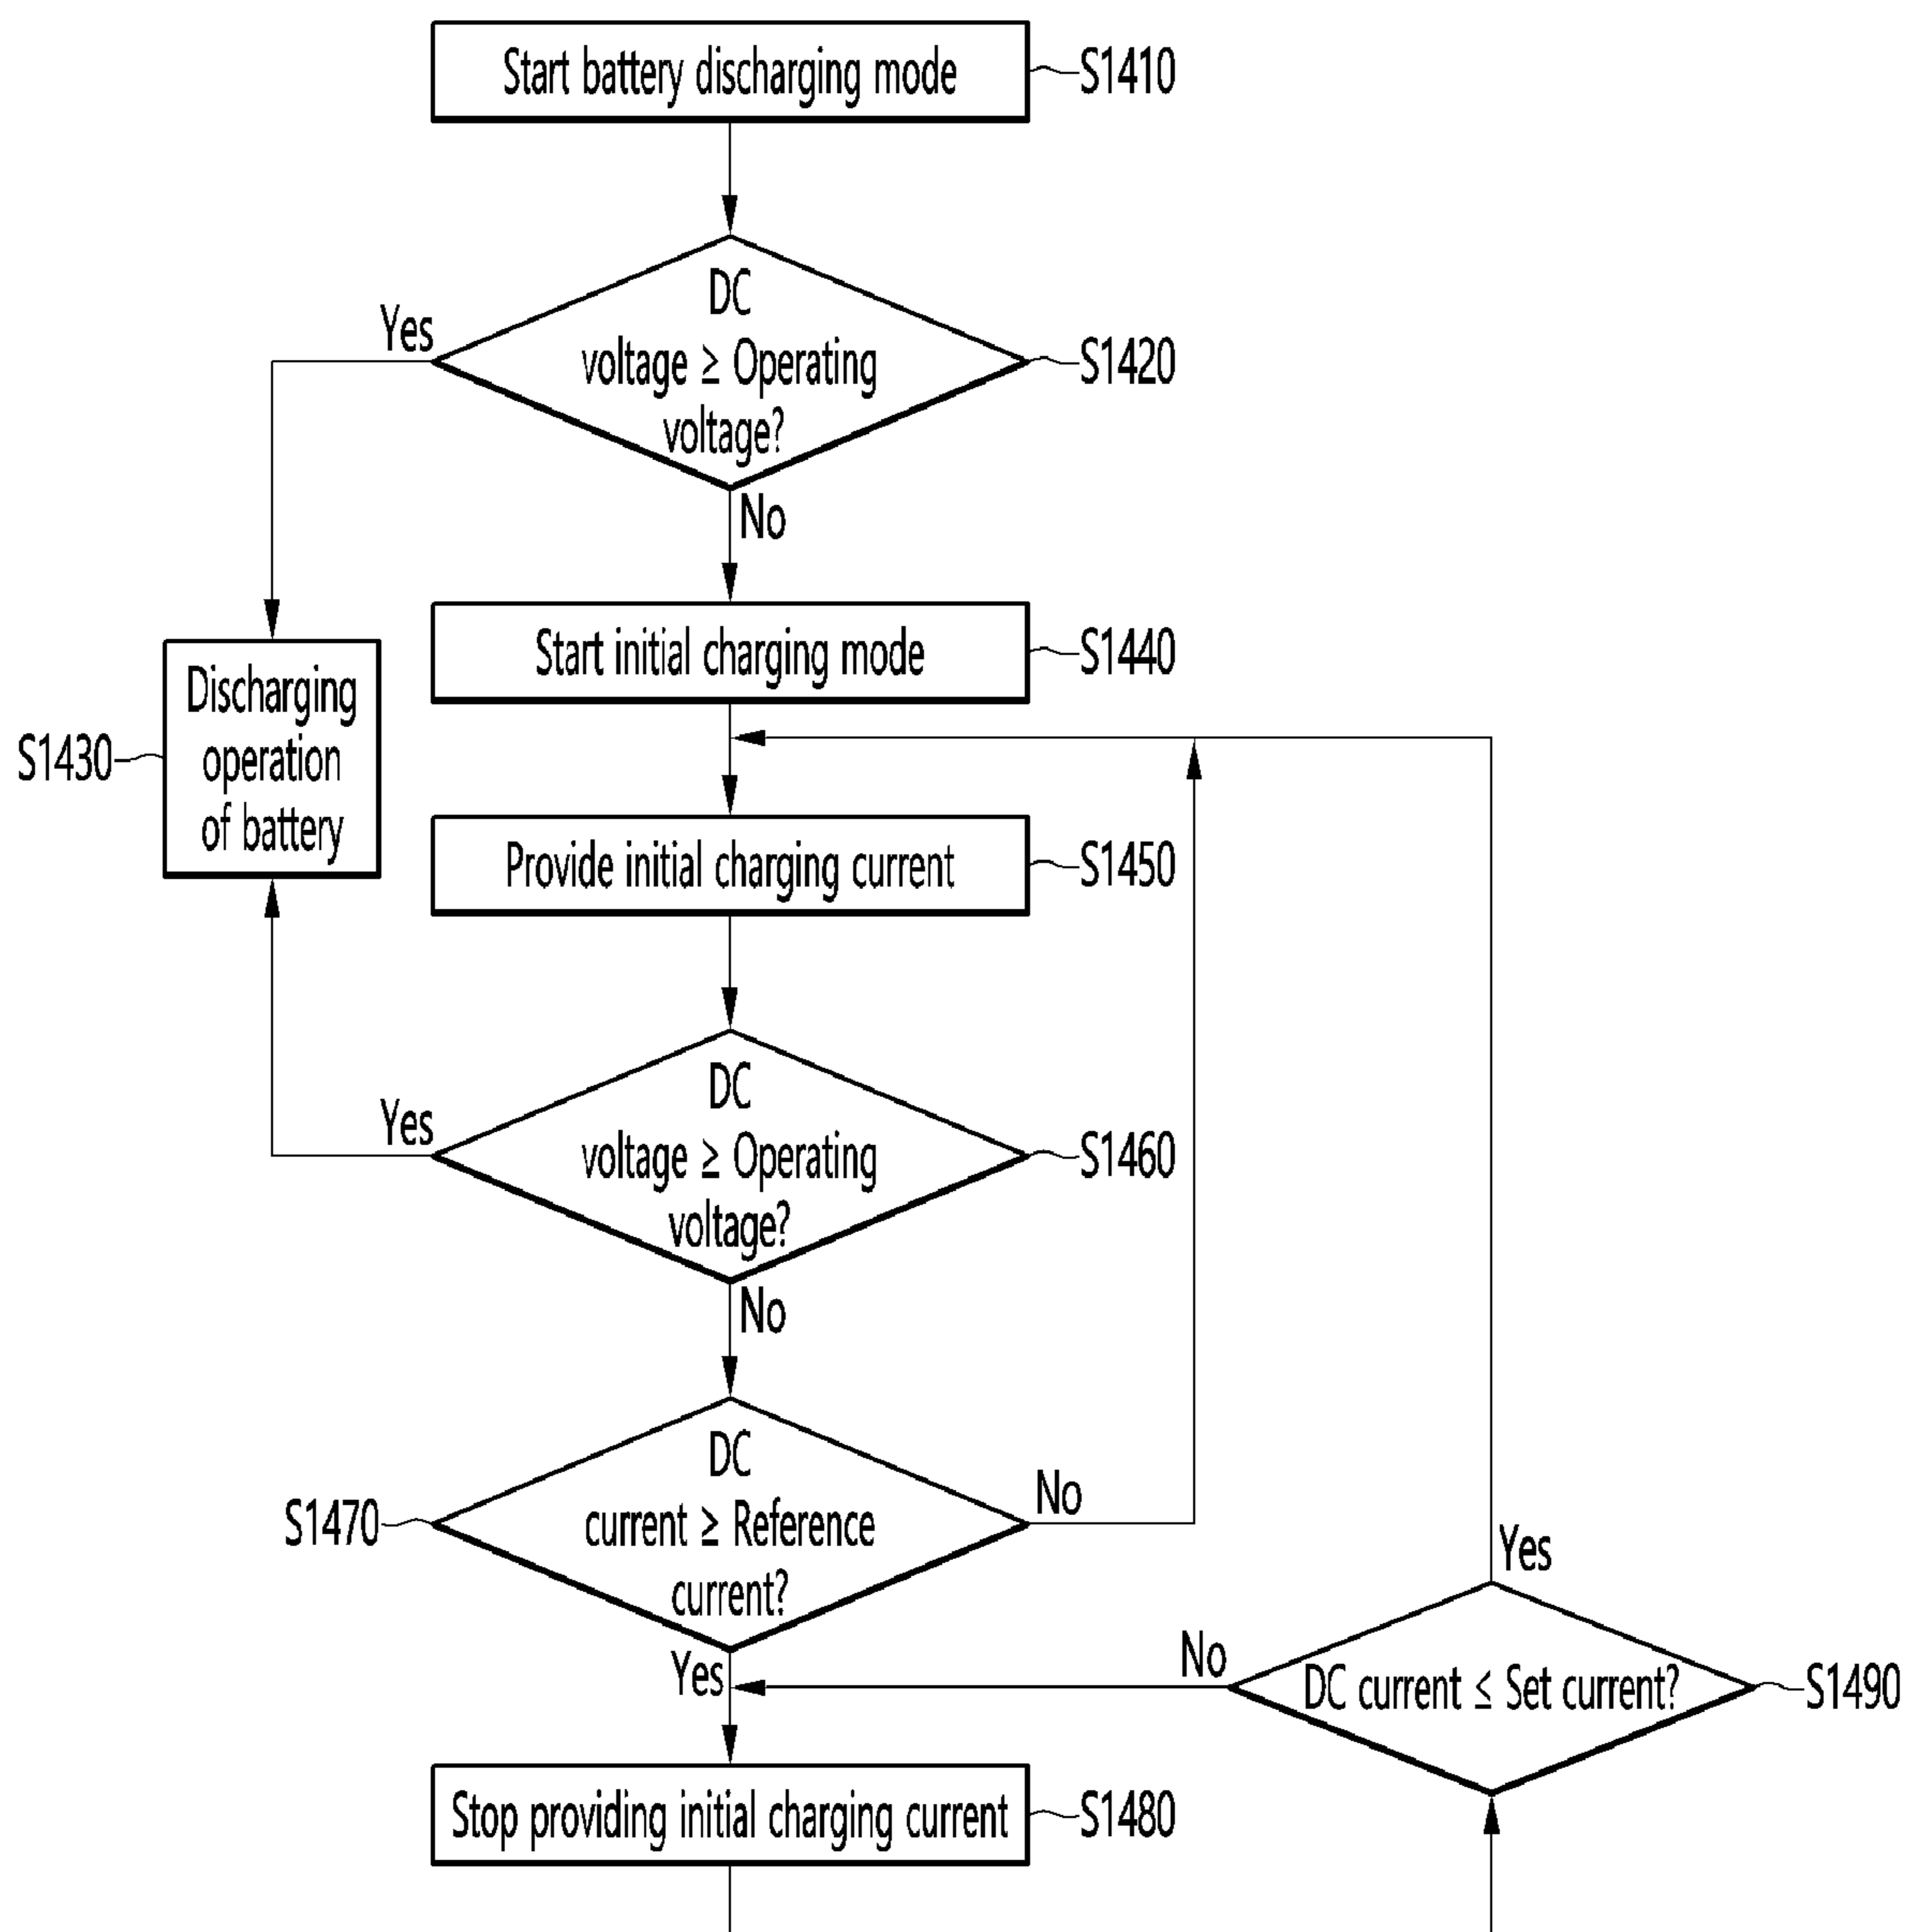 Start battery discharging mode
S1410
DC
voltage ≥ Operating
voltage?
S1420
Yes
No
Start initial charging mode
S1440
Discharging
operation
of battery
S1430
Provide initial charging current
S1450
DC
voltage ≥ Operating
voltage?
S1460
Yes
No
DC
current ≥ Reference
current?
S1470
No
Yes
Yes
No
DC current ≤ Set current?
S1490
Stop providing initial charging current
S1480